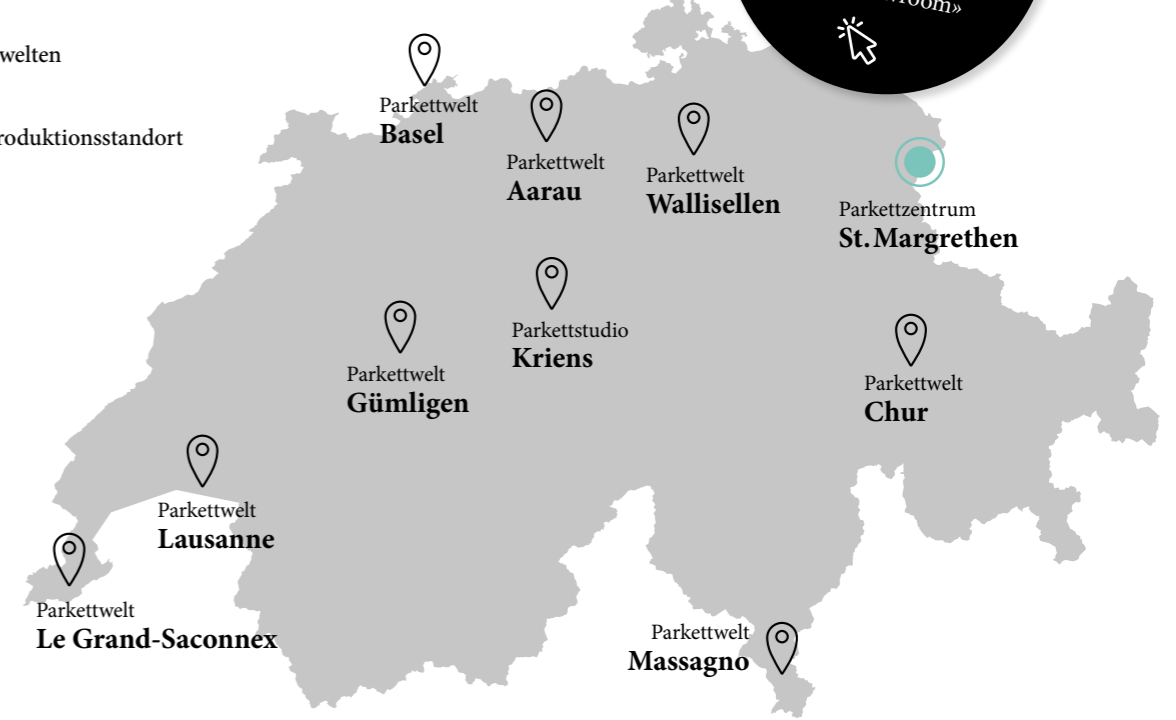 welten
Parkettwelt
Basel
roduktionsstandort
Parkettwelt
Aarau
Parkettwelt
Wallisellen
Parkettzentrum
St. Margrethen
Parkettstudio
Kriens
Parkettwelt
Gümligen
Parkettwelt
Chur
Parkettwelt
Lausanne
Parkettwelt
Le Grand-Saconnex
Parkettwelt
Massagno